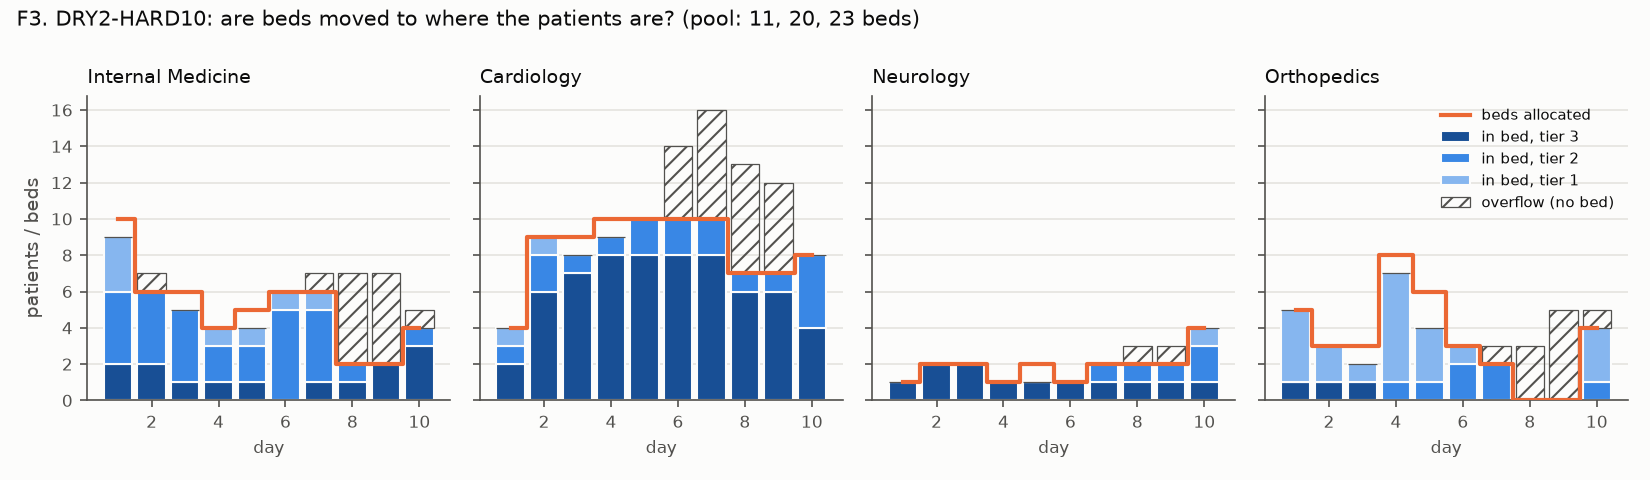 F3. DRY2-HARD10: are beds moved to where the patients are? (pool: 11, 20, 23 beds)
Internal Medicine
Cardiology
Neurology
Orthopedics
patients / beds
16
14
12
10
8
6
4
2
0
beds allocated
in bed, tier 3
in bed, tier 2
in bed, tier 1
overflow (no bed)
2 4 6 8 10
2 4 6 8 10
2 4 6 8 10
2 4 6 8 10
day
day
day
day